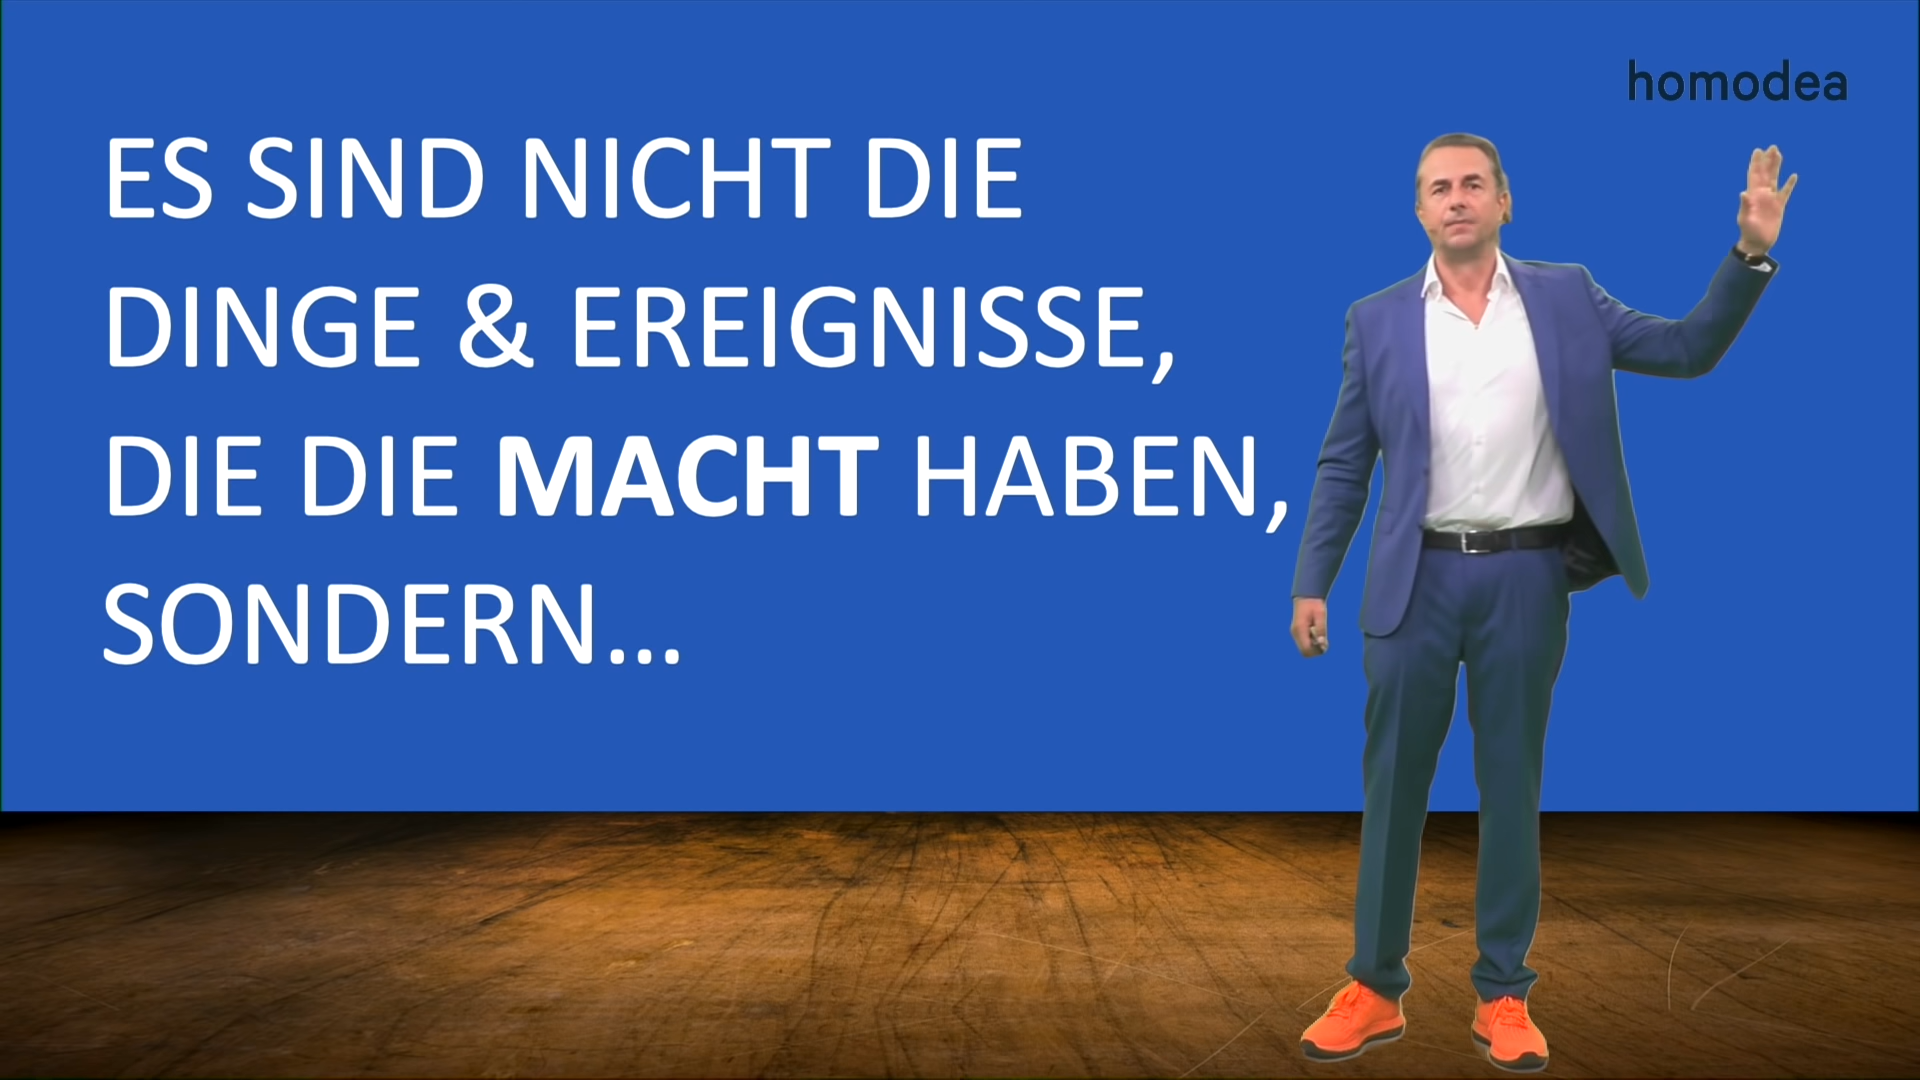 homodea
ES SIND NICHT DIE
DINGE & EREIGNISSE,
DIE DIE MACHT HABEN,
SONDERN...